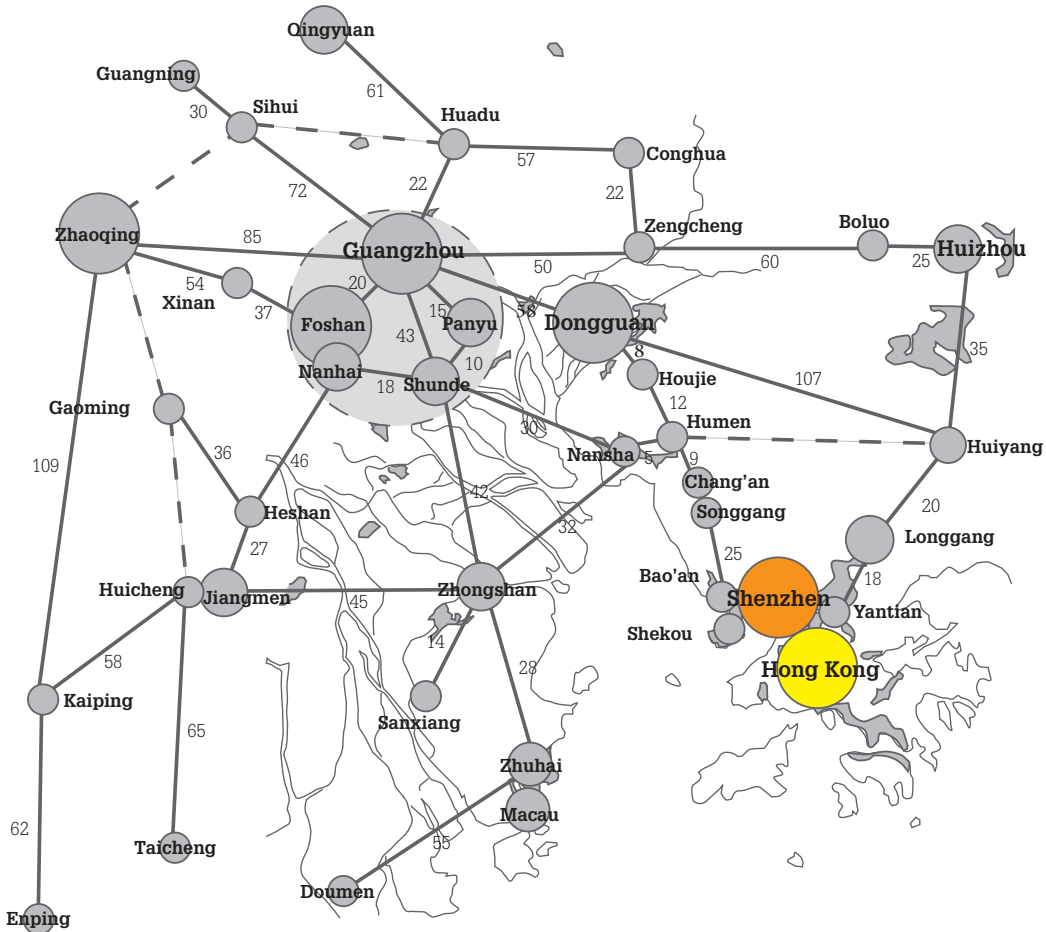 Qingyuan
Guangning
61
30
Sihui
Huadu
57
Conghua
72
22
22
Zhaoqing
85
Guangzhou
Zengcheng
Boluo
Huizhou
50
60
25
54
Xinan
37
20
Foshan
15
Panyu
58
Dongguan
43
8
35
Nanhai
18
10
Shunde
Houjie
107
Gaoming
12
30
Humen
Huiyang
109
36
46
Nansha
5
9
Chang’an
42
Songgang
20
Heshan
32
27
25
Longgang
18
Huicheng
Jiangmen
45
Zhongshan
Bao’an
Shenzhen
Yantian
Shekou
14
58
28
Hong Kong
Kaiping
Sanxiang
65
Zhuhai
Macau
62
Taicheng
55
Doumen
Enping